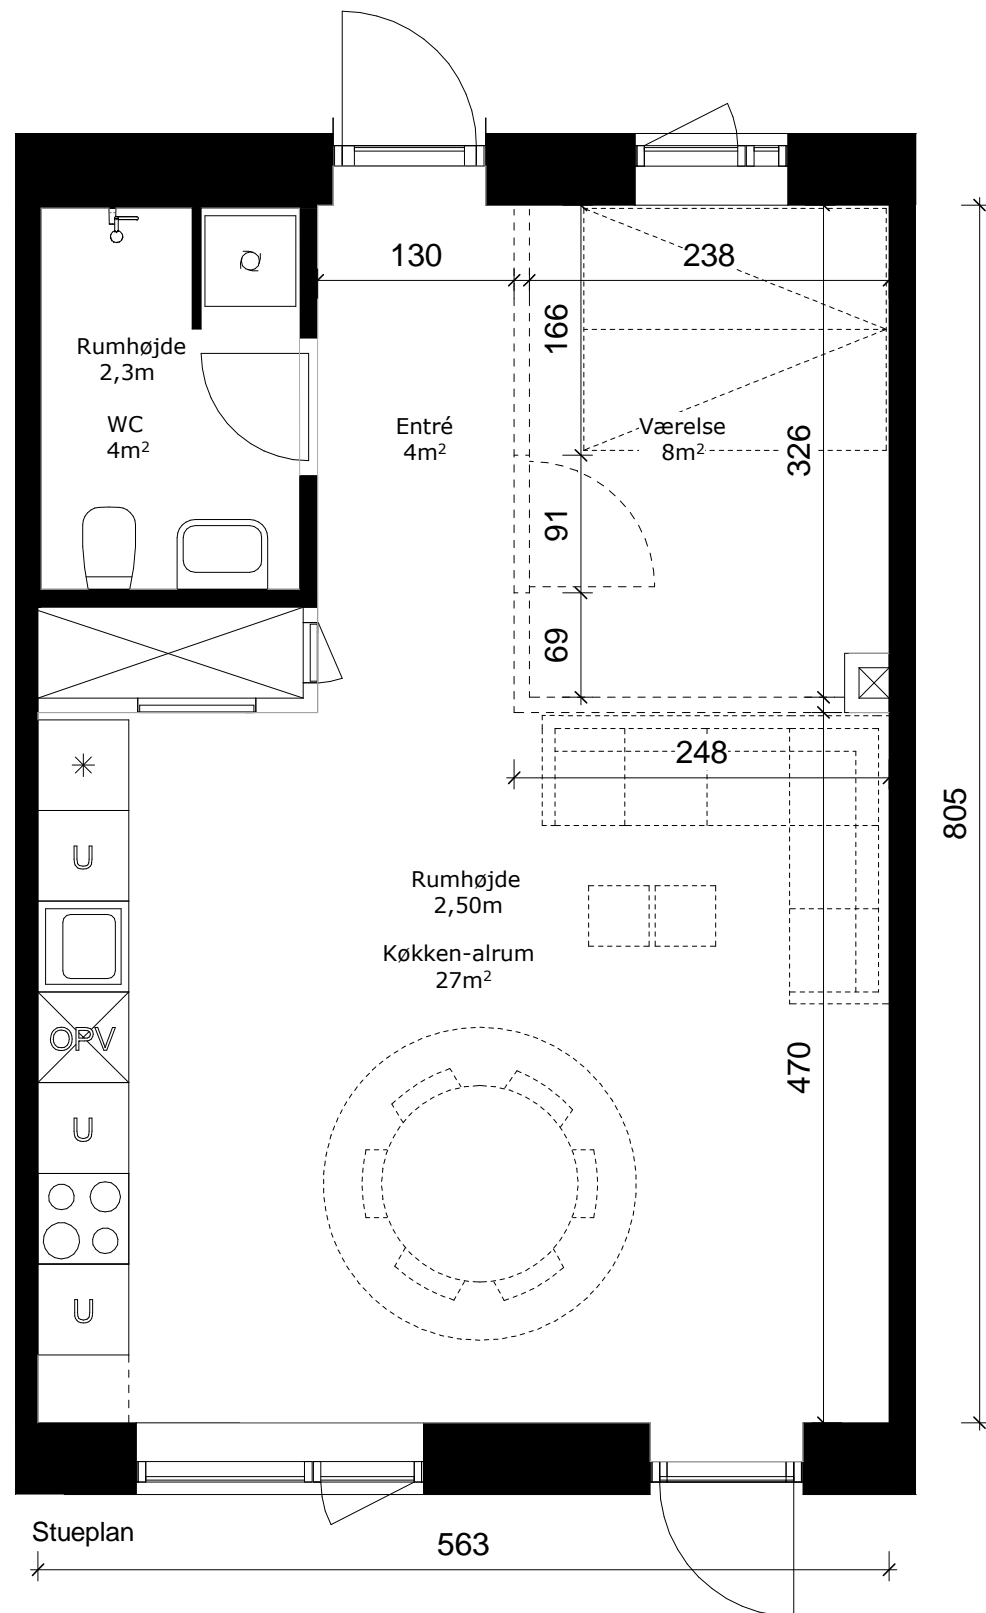 130
238
166
Rumhøjde
2,3m
WC
4m²
Entré
4m²
Værelse
8m²
326
91
69
248
805
U
Rumhøjde
2,50m
Køkken-alrum
27m²
OPV
470
U
U
Stueplan
563